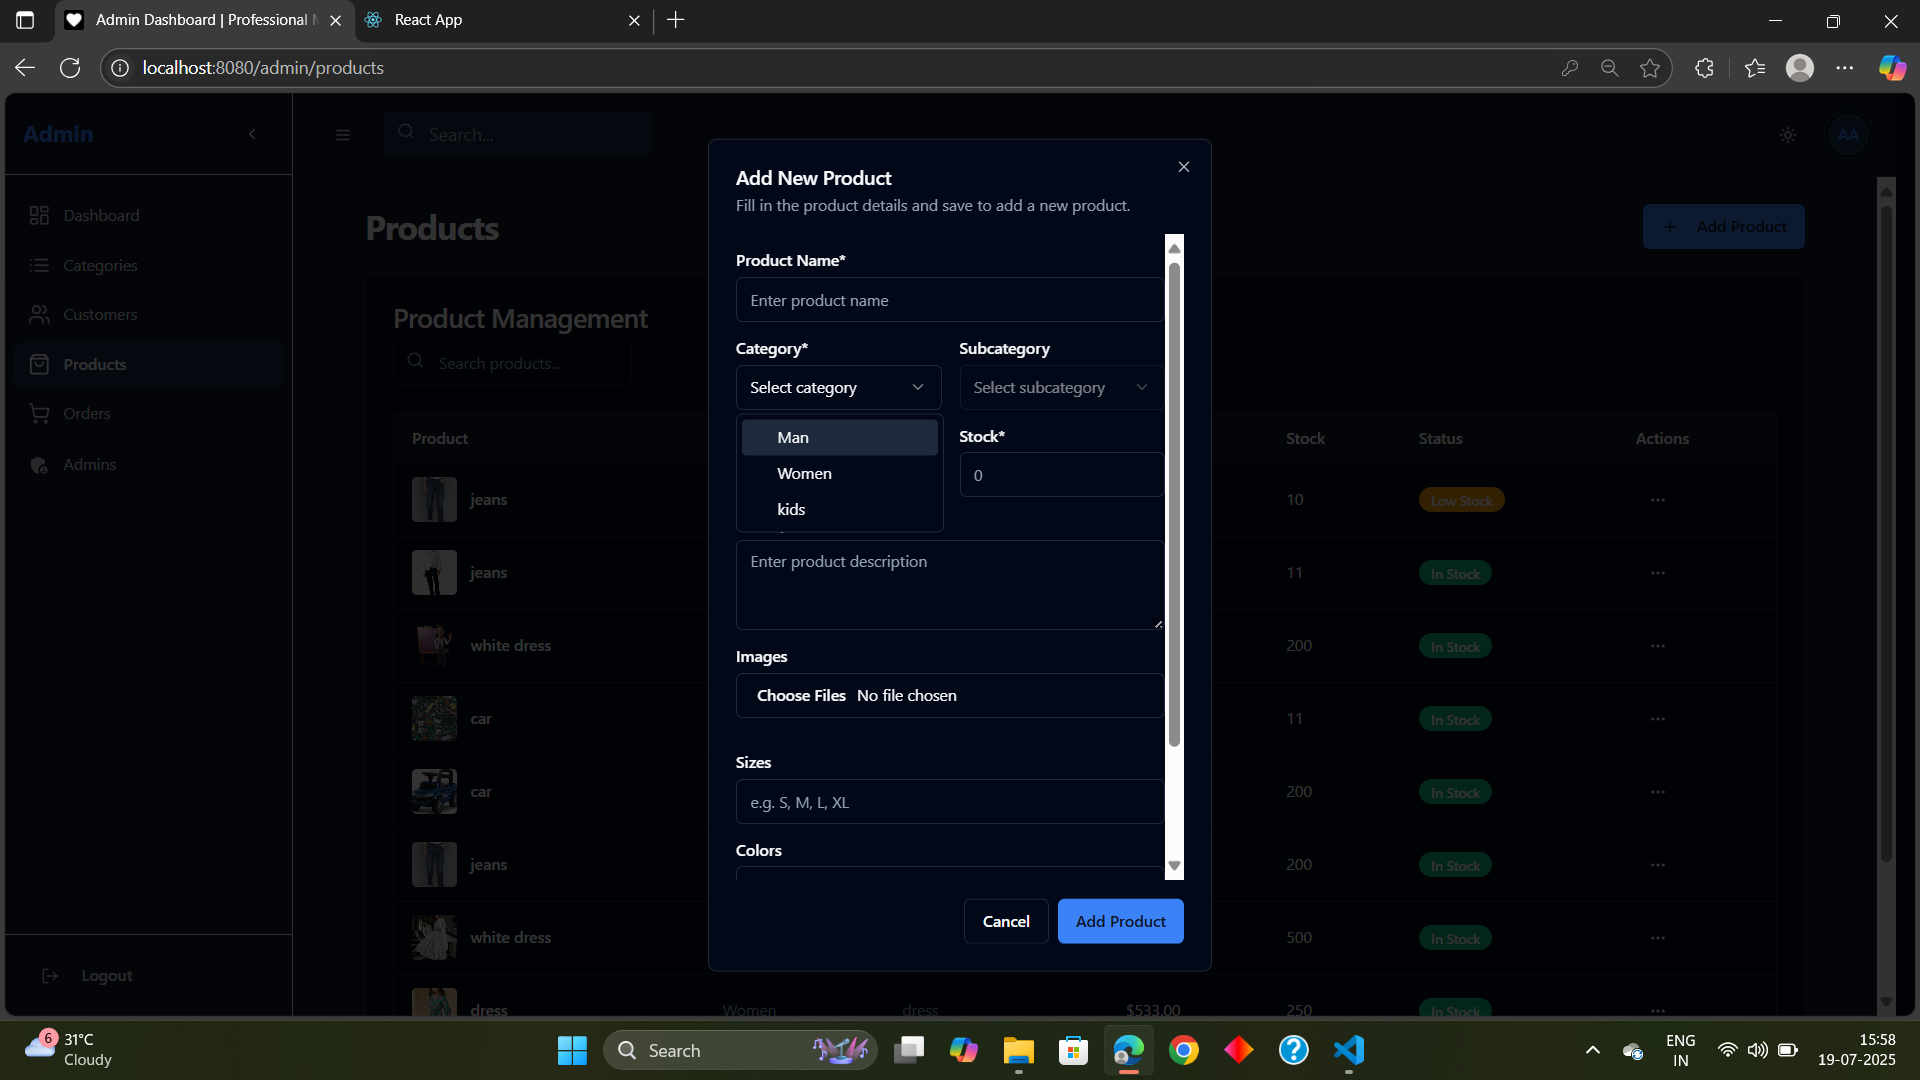 Admin Dashboard | Professional
React App
localhost:8080/admin/products
Admin
Search...
AA
Dashboard
Categories
Customers
Products
Orders
Admins
Logout
Products
Add Product
Product Management
Search products...
Product
Stock
Status
Actions
jeans
10
Low Stock
jeans
11
In Stock
white dress
200
In Stock
car
11
In Stock
car
200
In Stock
jeans
200
In Stock
white dress
500
In Stock
dress
Women
dress
$533.00
250
In Stock
Add New Product
Fill in the product details and save to add a new product.
Product Name*
Enter product name
Category*
Subcategory
Select category
Select subcategory
Man
Women
kids
Stock*
0
Enter product description
Images
Choose Files No file chosen
Sizes
e.g. S, M, L, XL
Colors
Cancel
Add Product
6
31°C
Cloudy
Search
ENG
IN
15:58
19-07-2025